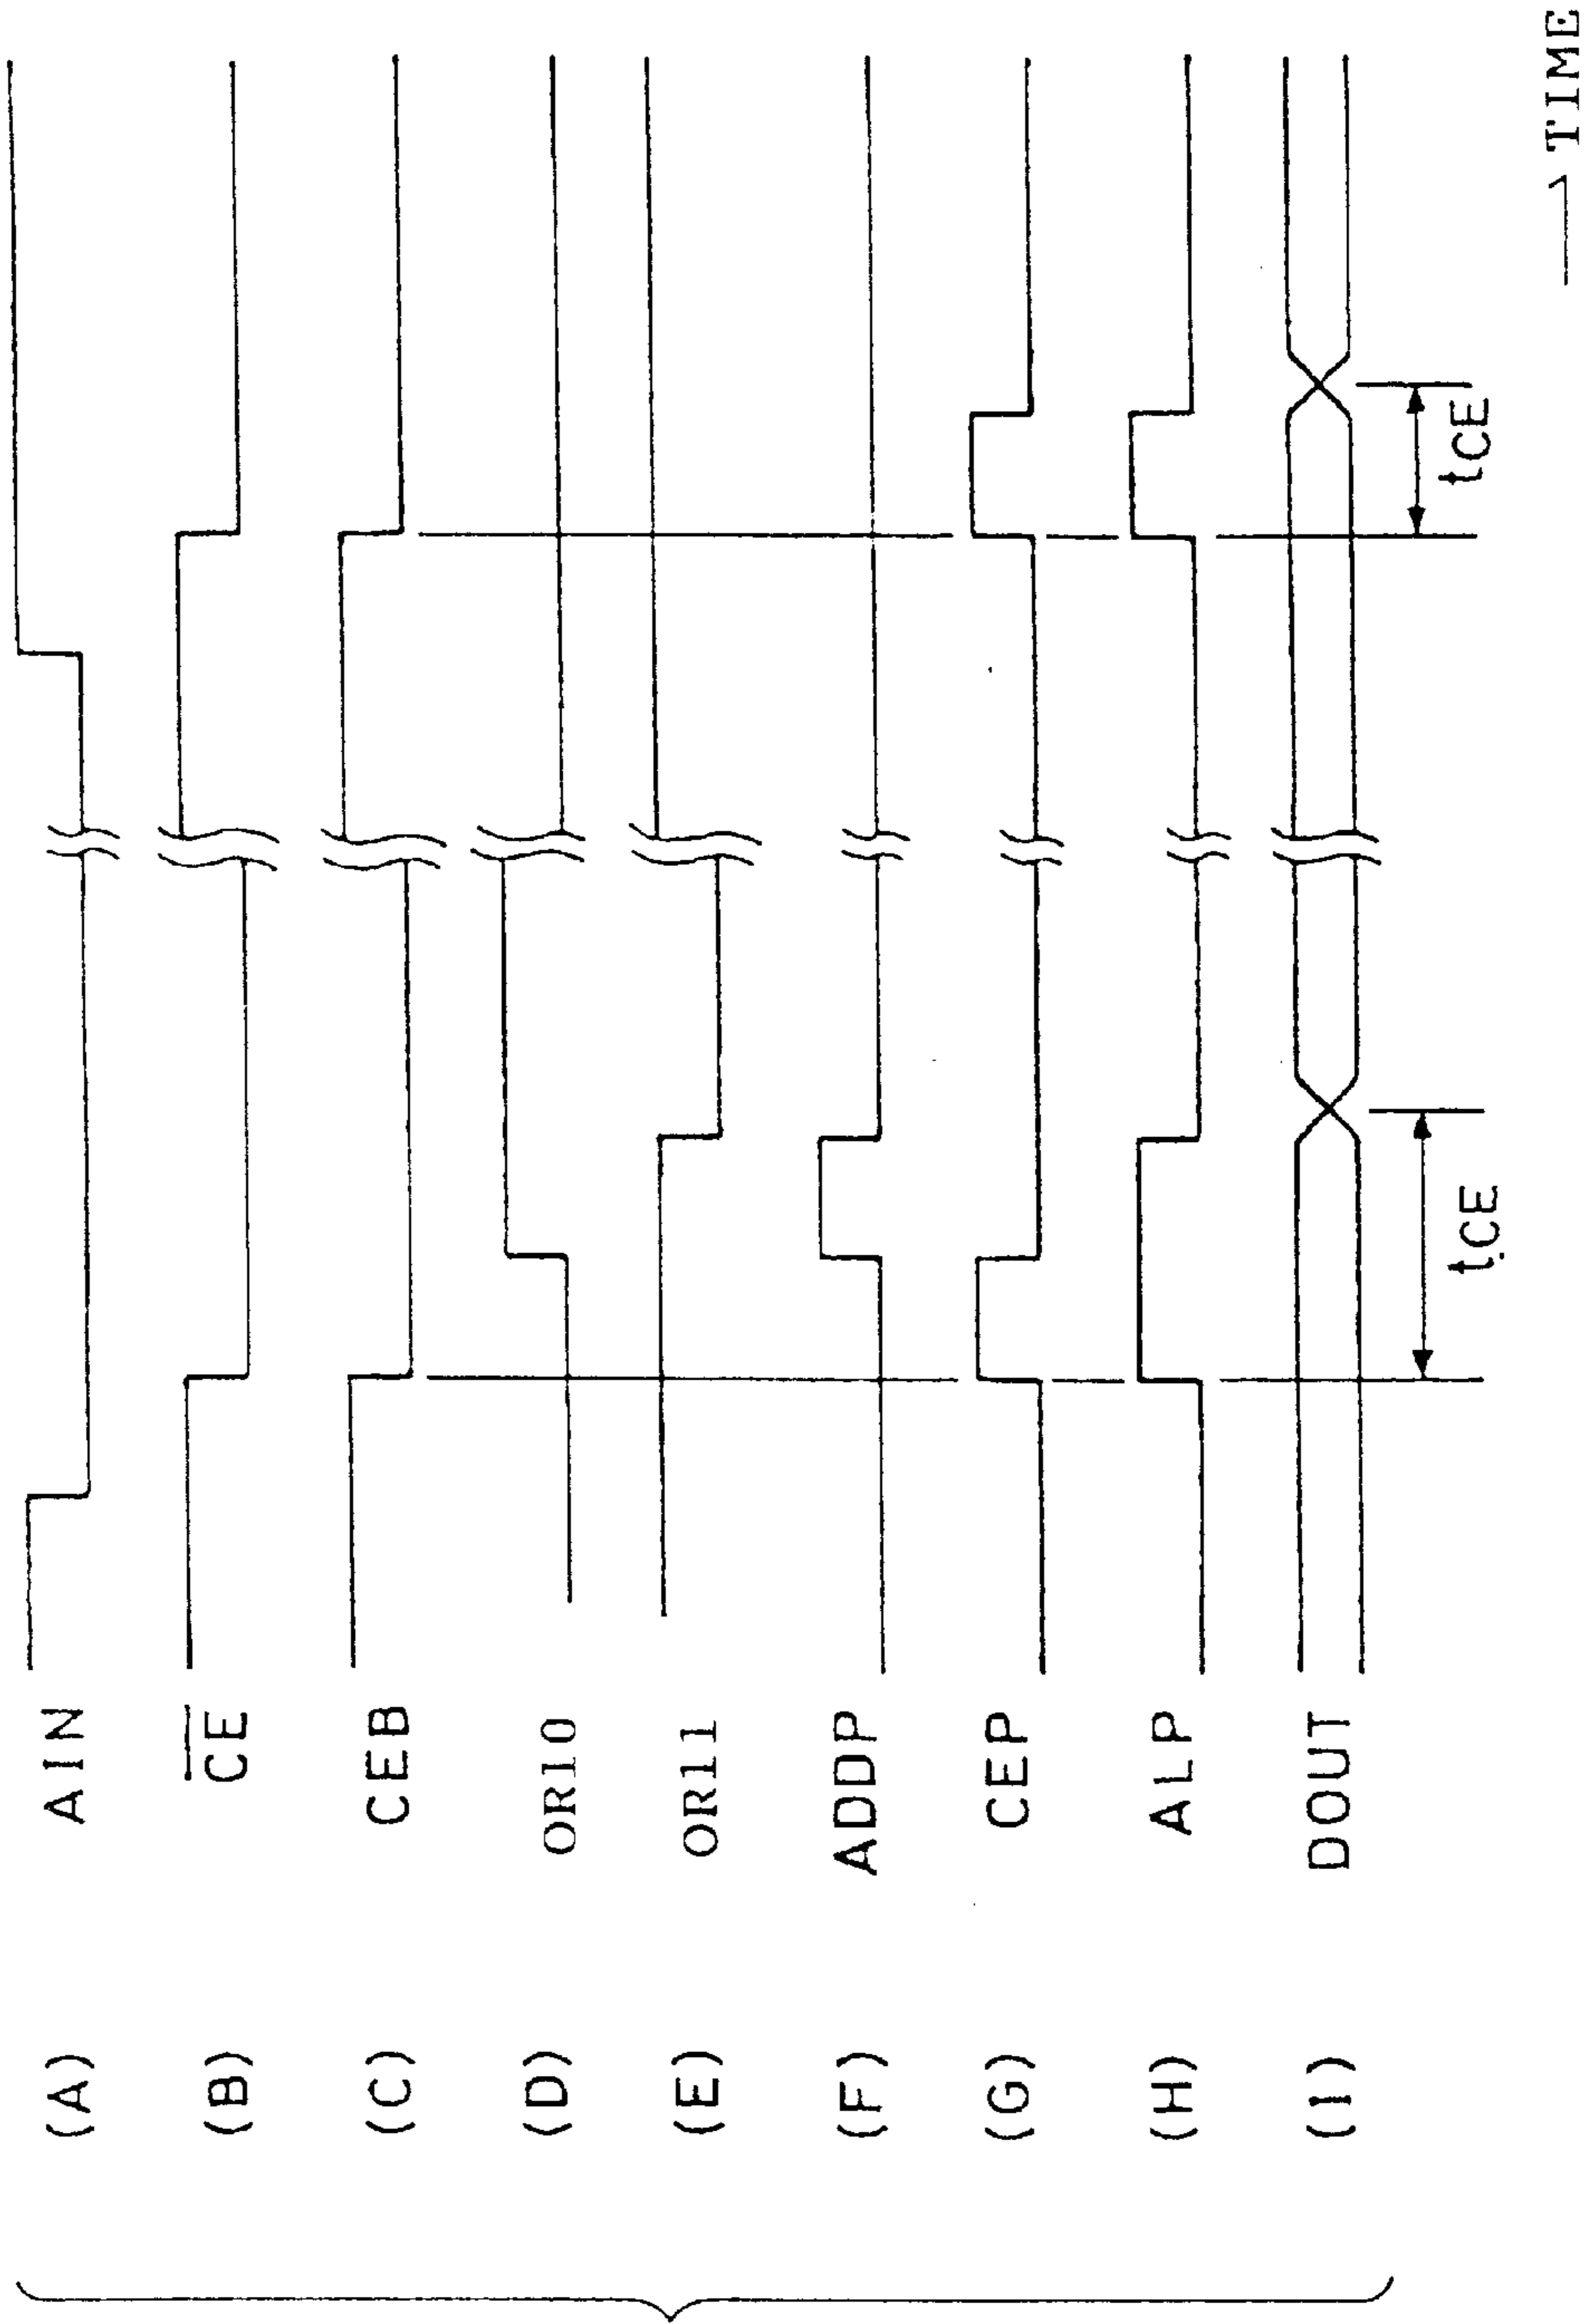 (A) AIN
(B) CE
(C) CEB
(D) OR10
(E) OR11
(F) ADDP
(G) CEP
(H) ALP
(I) DOUT
tCE
tCE
TIME